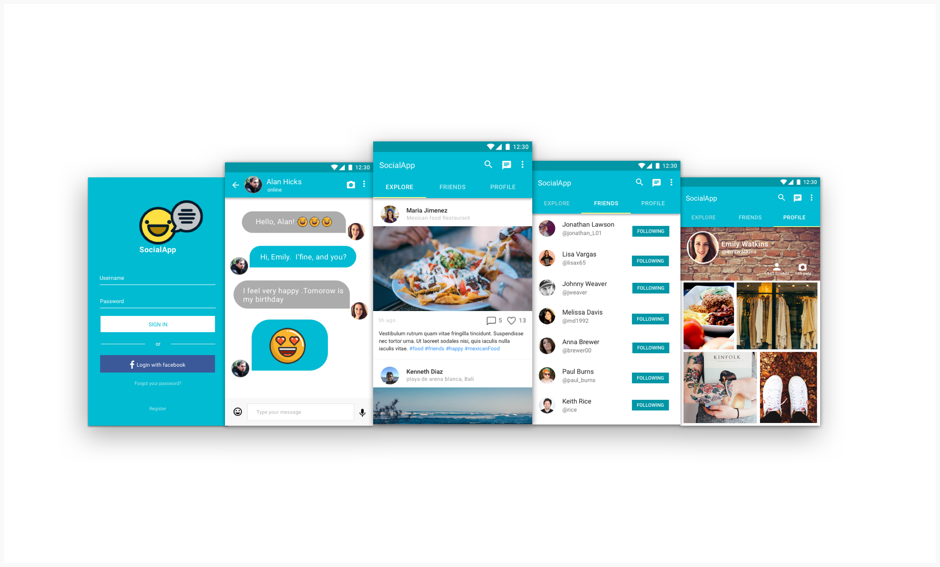 SocialApp
Username
Password
SIGN IN
or
f Login with facebook
Forgot your password?
Register
12:30
Alan Hicks
online
Hello, Alan!
Hi, Emily. I'fine, and you?
I feel very happy .Tomorow is
my birthday
Type your message
12:30
SocialApp
EXPLORE
FRIENDS
PROFILE
Maria Jimenez
Mexican food Restaurant
5
13
Vestibulum rutrum quam vitae fringilla tincidunt. Suspendisse
nec tortor urna. Ut laoreet sodales nisi, quis iaculis nulla
iaculis vitae. #food #friends #happy #mexicanFood
Kenneth Diaz
playa de arena blanca, Bali
12:30
SocialApp
EXPLORE
FRIENDS
PROFILE
Jonathan Lawson
@jonathan_L01
FOLLOWING
Lisa Vargas
@lisax65
FOLLOWING
Johnny Weaver
@jweaver
FOLLOWING
Melissa Davis
@md1992
FOLLOWING
Anna Brewer
@brewer00
FOLLOWING
Paul Burns
@paul_burns
FOLLOWING
Keith Rice
@rice
FOLLOWING
12:30
SocialApp
EXPLORE
FRIENDS
PROFILE
Emily Watkins
KINFOLK